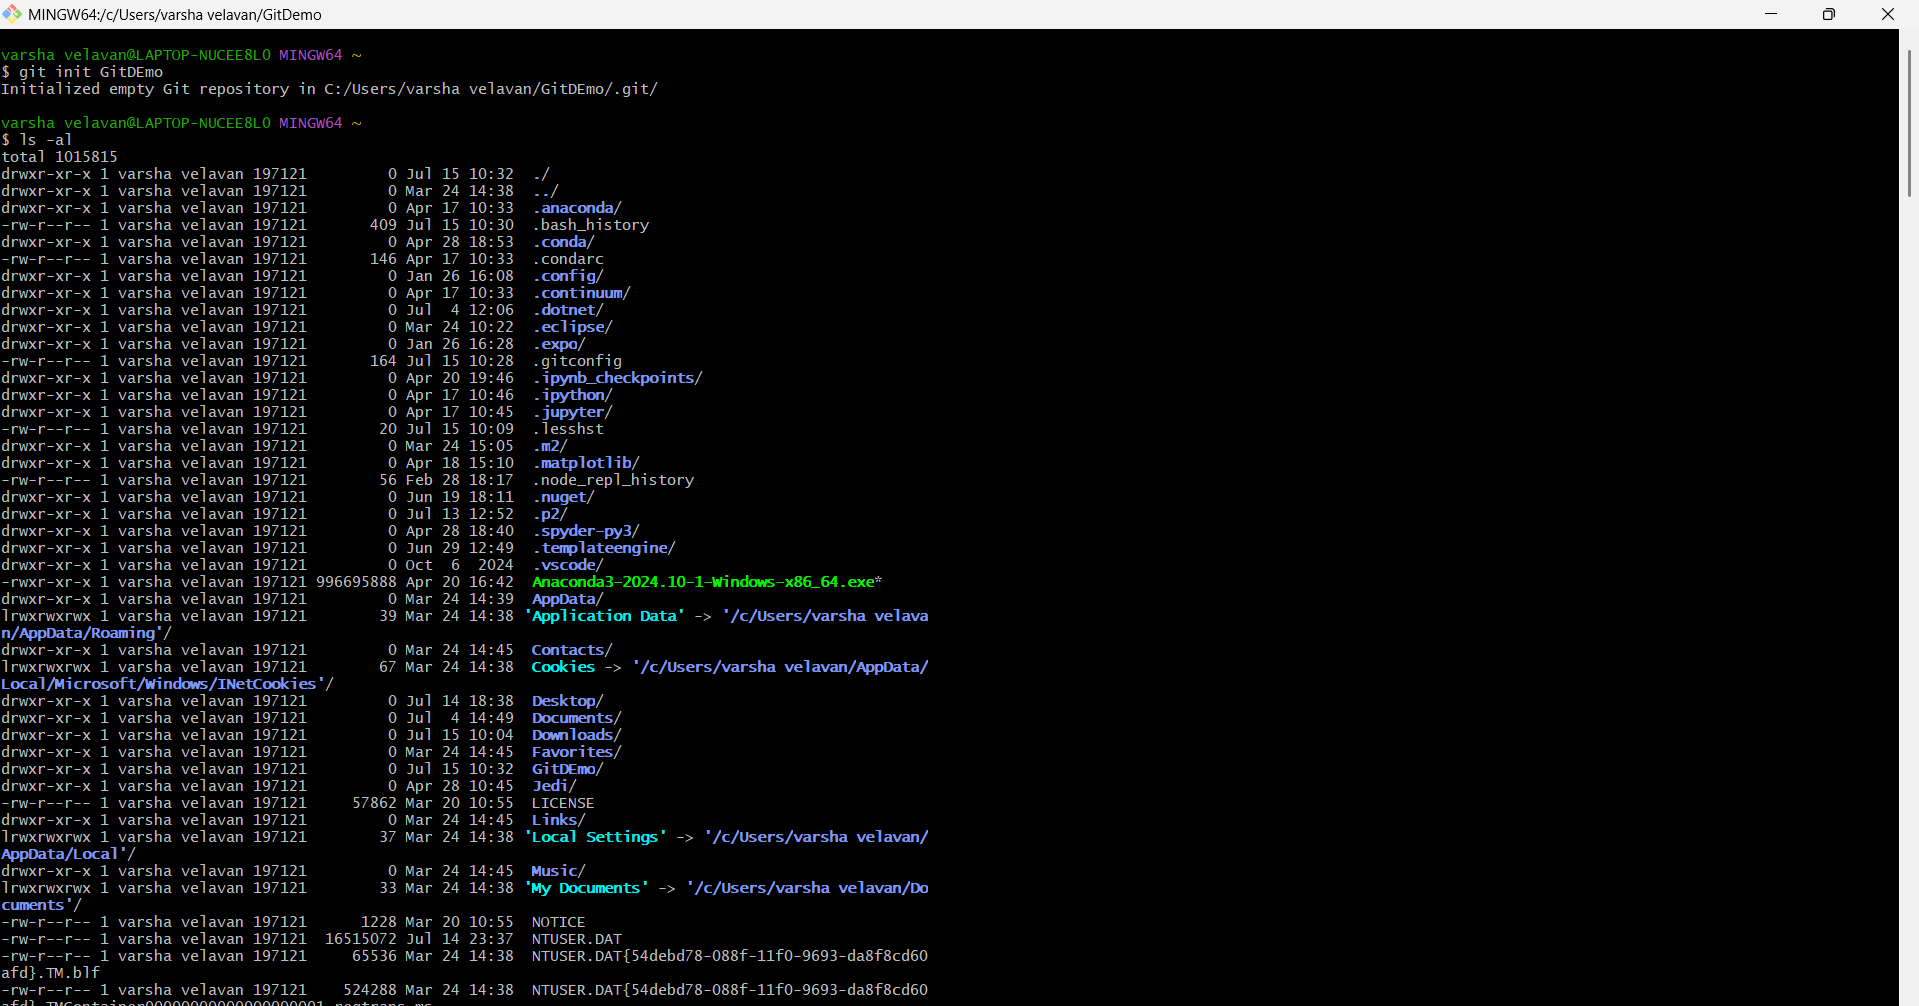 MINGW64:/c/Users/varsha velavan/GitDemo
varsha velavan@LAPTOP-NUCEE8L0 MINGW64 ~
$ git init GitDEmo
Initialized empty Git repository in C:/Users/varsha velavan/GitDEmo/.git/
varsha velavan@LAPTOP-NUCEE8L0 MINGW64 ~
$ ls -al
total 1015815
drwxr-xr-x 1 varsha velavan 197121         0 Jul 15 10:32  ./
drwxr-xr-x 1 varsha velavan 197121         0 Mar 24 14:38  ../
drwxr-xr-x 1 varsha velavan 197121         0 Apr 17 10:33  .anaconda/
-rw-r--r-- 1 varsha velavan 197121       409 Jul 15 10:30  .bash_history
drwxr-xr-x 1 varsha velavan 197121         0 Apr 28 18:53  .conda/
-rw-r--r-- 1 varsha velavan 197121       146 Apr 17 10:33  .condarc
drwxr-xr-x 1 varsha velavan 197121         0 Jan 26 16:08  .config/
drwxr-xr-x 1 varsha velavan 197121         0 Apr 17 10:33  .continuum/
drwxr-xr-x 1 varsha velavan 197121         0 Jul  4 12:06  .dotnet/
drwxr-xr-x 1 varsha velavan 197121         0 Mar 24 10:22  .eclipse/
drwxr-xr-x 1 varsha velavan 197121         0 Jan 26 16:28  .expo/
-rw-r--r-- 1 varsha velavan 197121       164 Jul 15 10:28  .gitconfig
drwxr-xr-x 1 varsha velavan 197121         0 Apr 20 19:46  .ipynb_checkpoints/
drwxr-xr-x 1 varsha velavan 197121         0 Apr 17 10:46  .ipython/
drwxr-xr-x 1 varsha velavan 197121         0 Apr 17 10:45  .jupyter/
-rw-r--r-- 1 varsha velavan 197121        20 Jul 15 10:09  .lesshst
drwxr-xr-x 1 varsha velavan 197121         0 Mar 24 15:05  .m2/
drwxr-xr-x 1 varsha velavan 197121         0 Apr 18 15:10  .matplotlib/
-rw-r--r-- 1 varsha velavan 197121        56 Feb 28 18:17  .node_repl_history
drwxr-xr-x 1 varsha velavan 197121         0 Jun 19 18:11  .nuget/
drwxr-xr-x 1 varsha velavan 197121         0 Jul 13 12:52  .p2/
drwxr-xr-x 1 varsha velavan 197121         0 Apr 28 18:40  .spyder-py3/
drwxr-xr-x 1 varsha velavan 197121         0 Jun 29 12:49  .templateengine/
drwxr-xr-x 1 varsha velavan 197121         0 Oct  6  2024  .vscode/
-rwxr-xr-x 1 varsha velavan 197121 996695888 Apr 20 16:42  Anaconda3-2024.10-1-Windows-x86_64.exe*
drwxr-xr-x 1 varsha velavan 197121         0 Mar 24 14:39  AppData/
lrwxrwxrwx 1 varsha velavan 197121        39 Mar 24 14:38 'Application Data' -> '/c/Users/varsha velava
n/AppData/Roaming'/
drwxr-xr-x 1 varsha velavan 197121         0 Mar 24 14:45  Contacts/
lrwxrwxrwx 1 varsha velavan 197121        67 Mar 24 14:38  Cookies -> '/c/Users/varsha velavan/AppData/
Local/Microsoft/Windows/INetCookies'/
drwxr-xr-x 1 varsha velavan 197121         0 Jul 14 18:38  Desktop/
drwxr-xr-x 1 varsha velavan 197121         0 Jul  4 14:49  Documents/
drwxr-xr-x 1 varsha velavan 197121         0 Jul 15 10:04  Downloads/
drwxr-xr-x 1 varsha velavan 197121         0 Mar 24 14:45  Favorites/
drwxr-xr-x 1 varsha velavan 197121         0 Jul 15 10:32  GitDEmo/
drwxr-xr-x 1 varsha velavan 197121         0 Apr 28 10:45  Jedi/
-rw-r--r-- 1 varsha velavan 197121     57862 Mar 20 10:55  LICENSE
drwxr-xr-x 1 varsha velavan 197121         0 Mar 24 14:45  Links/
lrwxrwxrwx 1 varsha velavan 197121        37 Mar 24 14:38 'Local Settings' -> '/c/Users/varsha velavan/
AppData/Local'/
drwxr-xr-x 1 varsha velavan 197121         0 Mar 24 14:45  Music/
lrwxrwxrwx 1 varsha velavan 197121        33 Mar 24 14:38 'My Documents' -> '/c/Users/varsha velavan/Do
cuments'/
-rw-r--r-- 1 varsha velavan 197121      1228 Mar 20 10:55  NOTICE
-rw-r--r-- 1 varsha velavan 197121  16515072 Jul 14 23:37  NTUSER.DAT
-rw-r--r-- 1 varsha velavan 197121     65536 Mar 24 14:38  NTUSER.DAT{54debd78-088f-11f0-9693-da8f8cd60
afd}.TM.blf
-rw-r--r-- 1 varsha velavan 197121    524288 Mar 24 14:38  NTUSER.DAT{54debd78-088f-11f0-9693-da8f8cd60